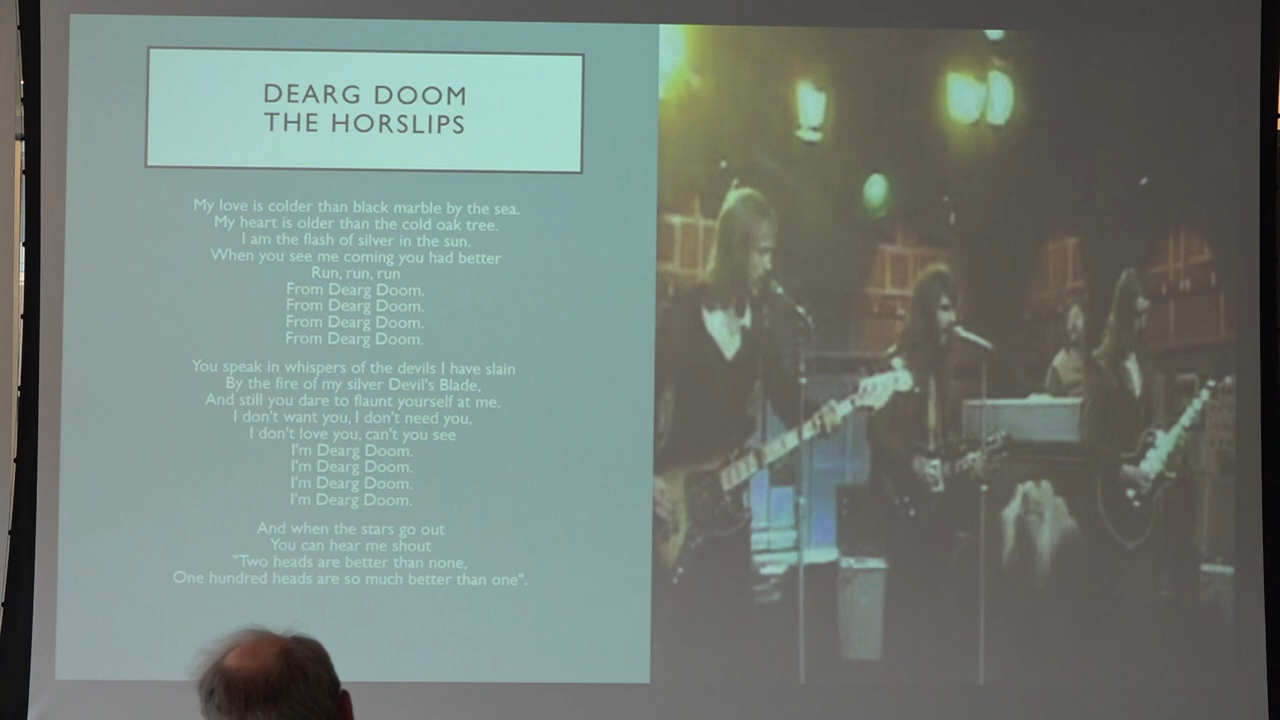 DEARG DOOM
THE HORSLIPS
My love is colder than black marble by the sea.
My heart is older than the cold oak tree.
I am the flash of silver in the sun.
When you see me coming you had better
Run, run, run
From Dearg Doom.
From Dearg Doom.
From Dearg Doom.
From Dearg Doom.
You speak in whispers of the devils I have slain
By the fire of my silver Devil's Blade,
And still you dare to flaunt yourself at me.
I don't want you, I don't need you,
I don't love you, can't you see
I'm Dearg Doom.
I'm Dearg Doom.
I'm Dearg Doom.
I'm Dearg Doom.
And when the stars go out
You can hear me shout
"Two heads are better than none,
One hundred heads are so much better than one".